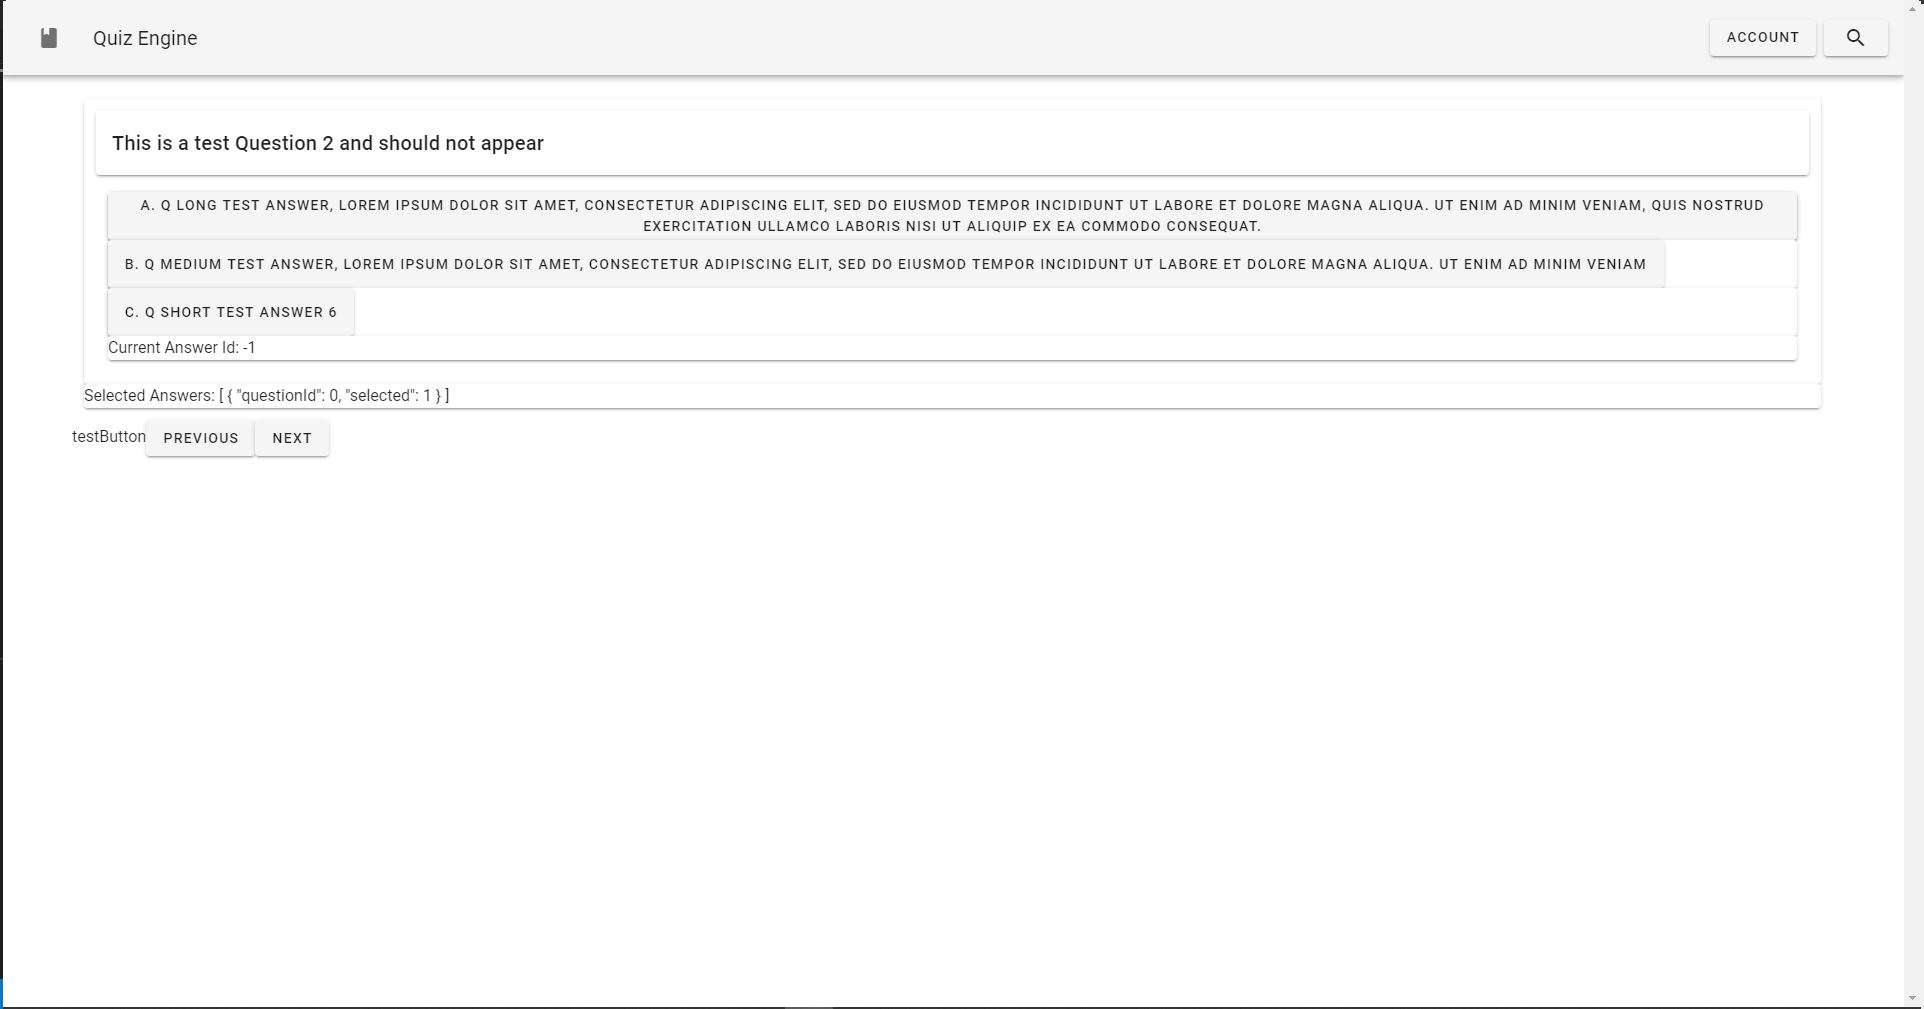 Quiz Engine
ACCOUNT
This is a test Question 2 and should not appear
A. Q LONG TEST ANSWER, LOREM IPSUM DOLOR SIT AMET, CONSECTETUR ADIPISCING ELIT, SED DO EIUSMOD TEMPOR INCIDIDUNT UT LABORE ET DOLORE MAGNA ALIQUA. UT ENIM AD MINIM VENIAM, QUIS NOSTRUD
EXERCITATION ULLAMCO LABORIS NISI UT ALIQUIP EX EA COMMODO CONSEQUAT.
B. Q MEDIUM TEST ANSWER, LOREM IPSUM DOLOR SIT AMET, CONSECTETUR ADIPISCING ELIT, SED DO EIUSMOD TEMPOR INCIDIDUNT UT LABORE ET DOLORE MAGNA ALIQUA. UT ENIM AD MINIM VENIAM
C. Q SHORT TEST ANSWER 6
Current Answer Id: -1
Selected Answers: [ { "questionId": 0, "selected": 1 } ]
testButton PREVIOUS NEXT